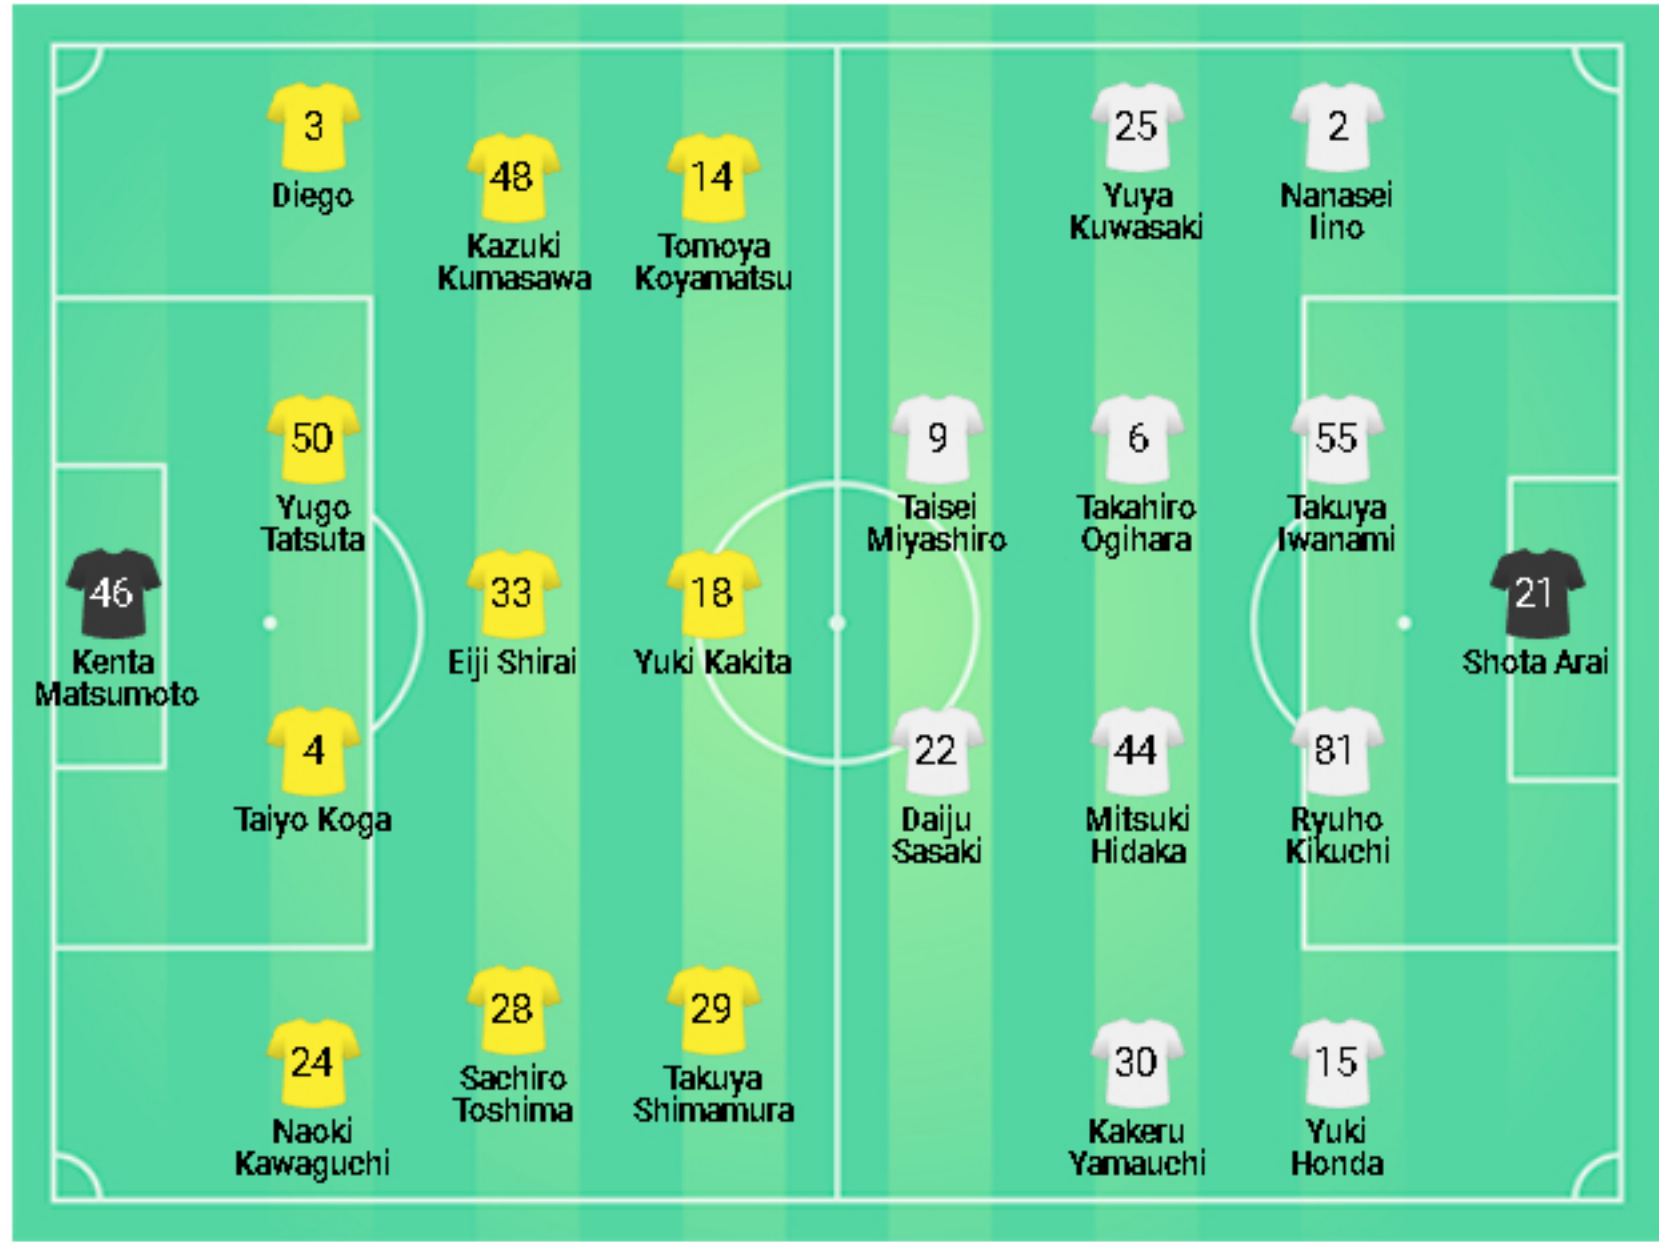 3
Diego
48
Kazuki
Kumasawa
14
Tomoya
Koyamatsu
50
Yugo
Tatsuta
46
Kenta
Matsumoto
33
Eiji Shirai
18
Yuki Kakita
4
Taiyo Koga
24
Naoki
Kawaguchi
28
Sachiro
Toshima
29
Takuya
Shimamura
25
Yuya
Kuwasaki
2
Nanasei
Iino
9
Taisei
Miyashiro
6
Takahiro
Ogihara
55
Takuya
Iwanami
21
Shota Arai
22
Daiju
Sasaki
44
Mitsuki
Hidaka
81
Ryuho
Kikuchi
30
Kakeru
Yamauchi
15
Yuki
Honda